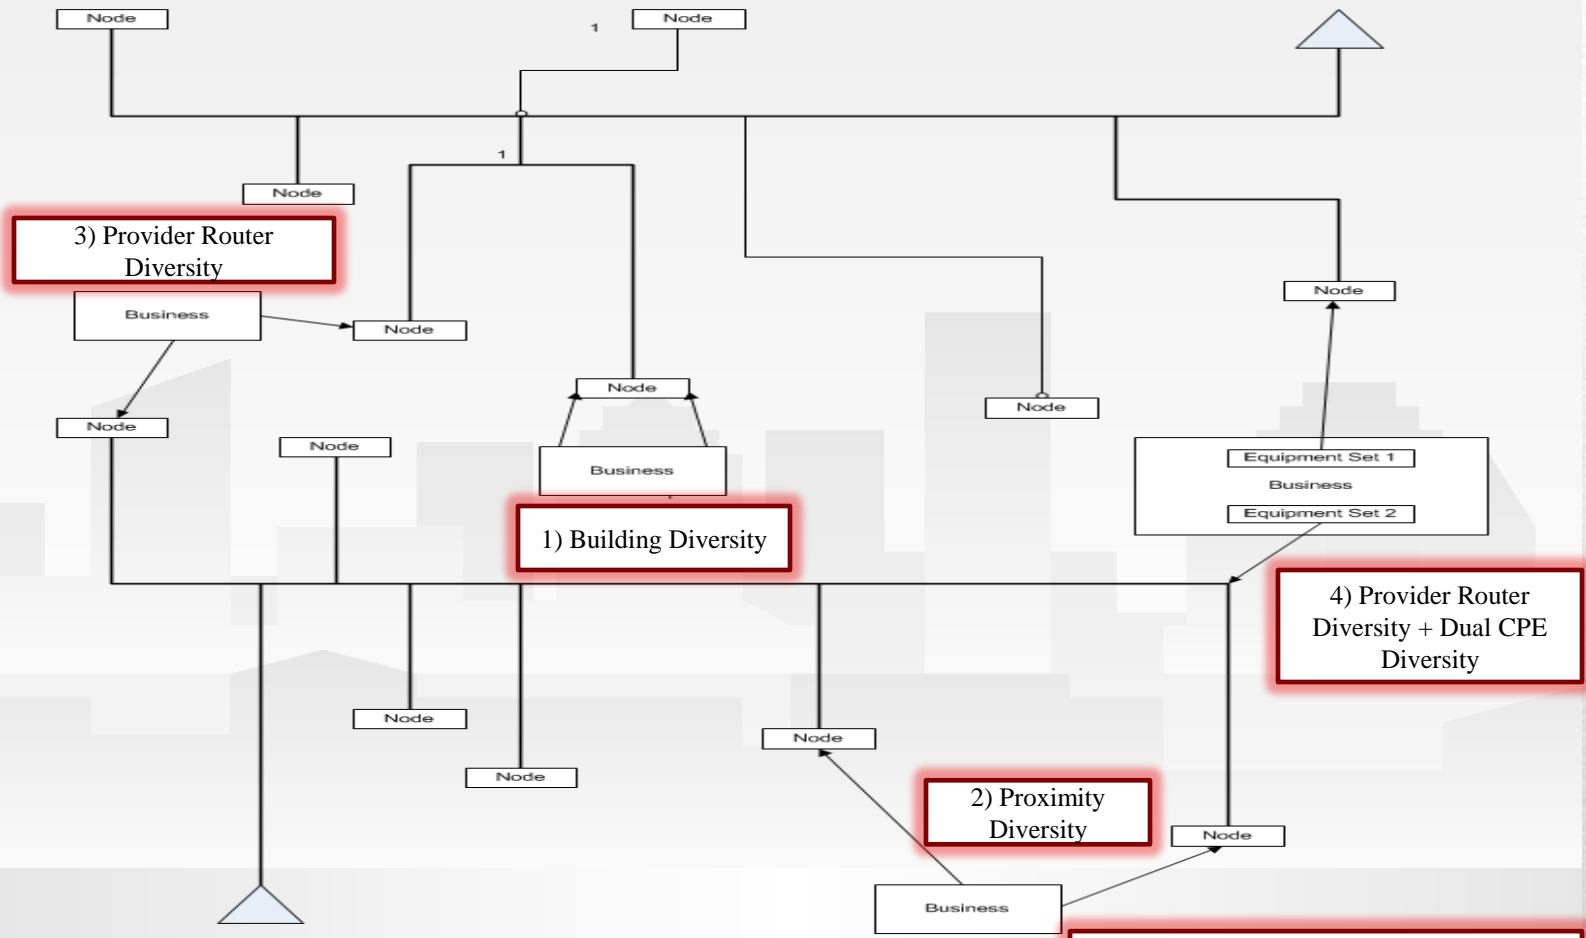 Node
1
Node
1
Node
3) Provider Router
Diversity
Business
Node
Node
Node
Node
Node
Node
Business
Equipment Set 1
Business
Equipment Set 2
1) Building Diversity
4) Provider Router
Diversity + Dual CPE
Diversity
Node
Node
Node
2) Proximity
Diversity
Node
Business